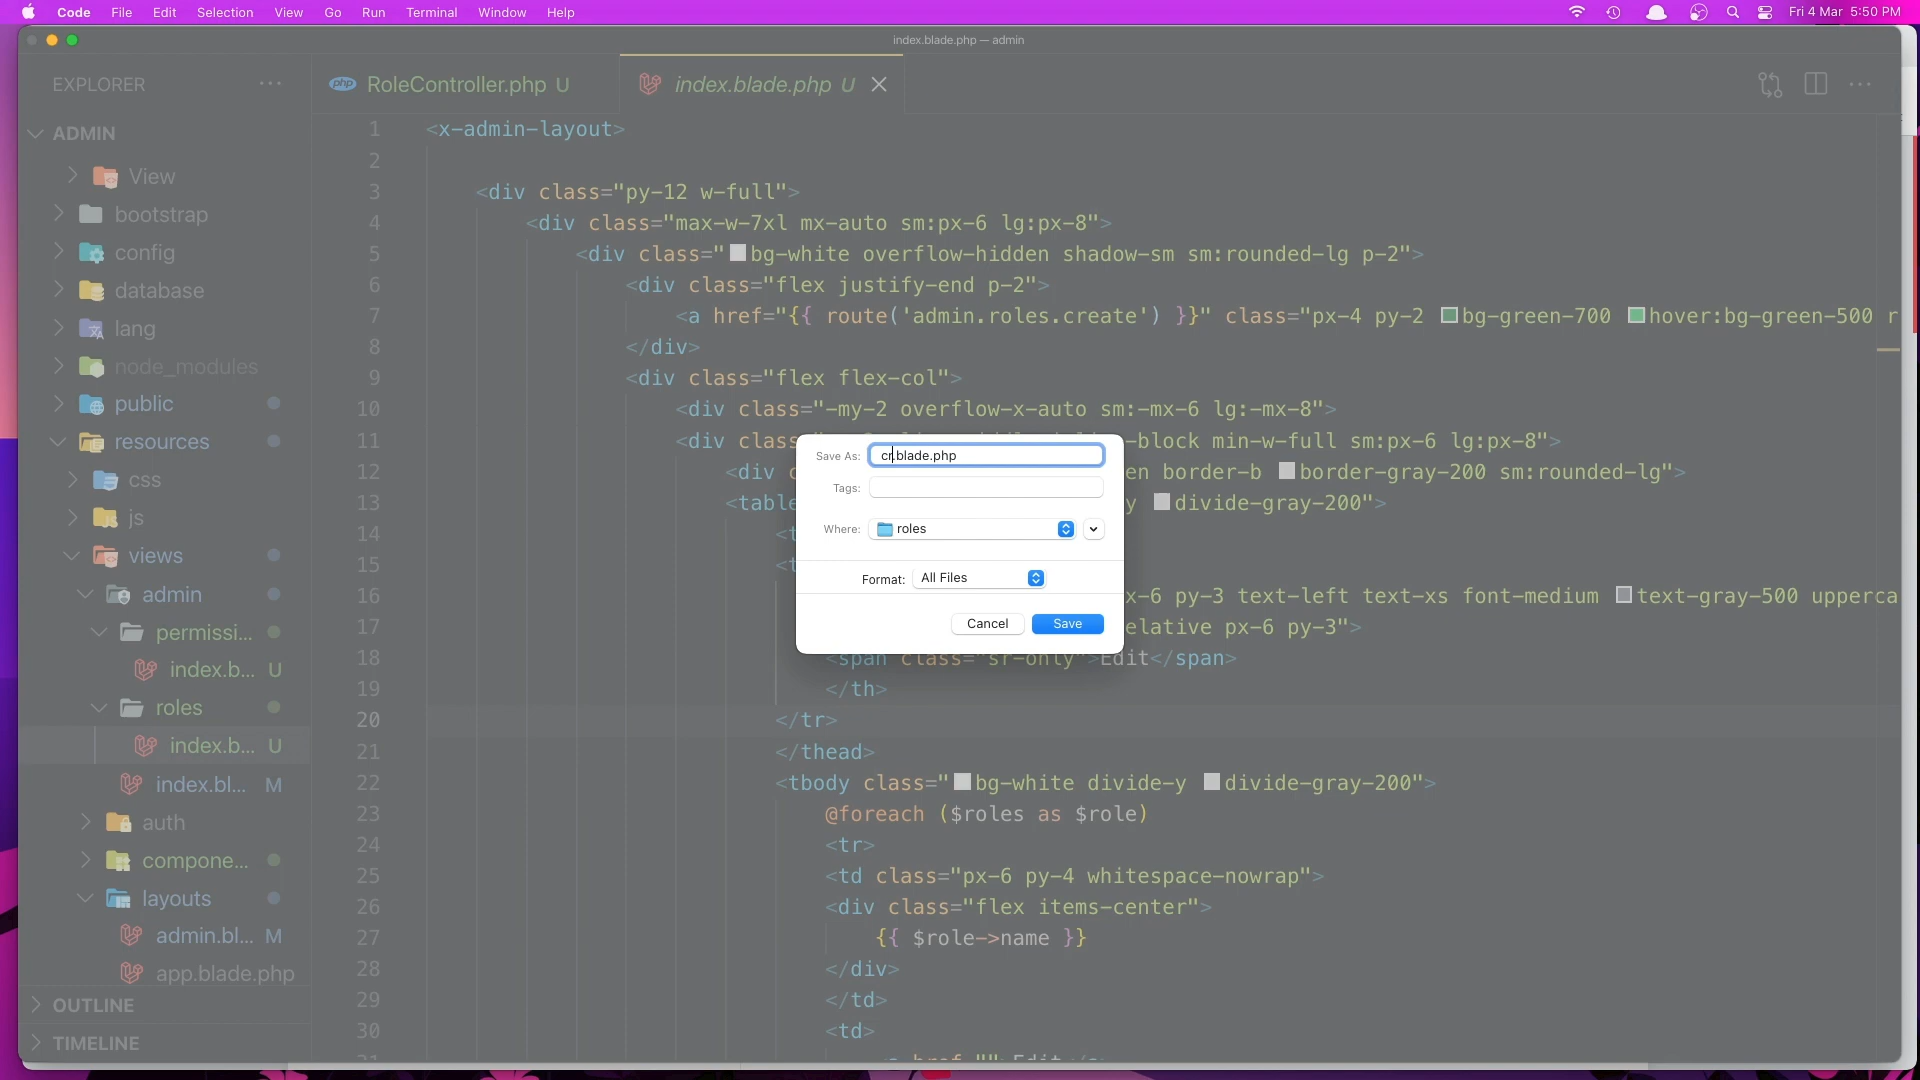 Code File Edit Selection View Go Run Terminal Window Help Fri 4 Mar 5:50 PM
index.blade.php — admin
EXPLORER
RoleController.php U
index.blade.php U
ADMIN
View
bootstrap
config
database
lang
node_modules
public
resources
css
js
views
admin
permissi...
index.b... U
roles
index.b... U
index.bl... M
auth
compone...
layouts
admin.bl... M
app.blade.php
OUTLINE
TIMELINE
1 <x-admin-layout>
2
3 <div class="py-12 w-full">
4 <div class="max-w-7xl mx-auto sm:px-6 lg:px-8">
5 <div class="bg-white overflow-hidden shadow-sm sm:rounded-lg p-2">
6 <div class="flex justify-end p-2">
7 <a href="{{ route('admin.roles.create') }}" class="px-4 py-2 bg-green-700 hover:bg-green-500 r
8 </div>
9 <div class="flex flex-col">
10 <div class="-my-2 overflow-x-auto sm:-mx-6 lg:-mx-8">
11 <div class -block min-w-full sm:px-6 lg:px-8">
12 <div c en border-b border-gray-200 sm:rounded-lg">
13 <table y divide-gray-200">
14 <t
15 <t
16 x-6 py-3 text-left text-xs font-medium text-gray-500 upperca
17 elative px-6 py-3">
18 <span class="sr-only">Edit</span>
19 </th>
20 </tr>
21 </thead>
22 <tbody class="bg-white divide-y divide-gray-200">
23 @foreach ($roles as $role)
24 <tr>
25 <td class="px-6 py-4 whitespace-nowrap">
26 <div class="flex items-center">
27 {{ $role->name }}
28 </div>
29 </td>
30 <td>
Save As: cr.blade.php
Tags:
Where: roles
Format: All Files
Cancel Save